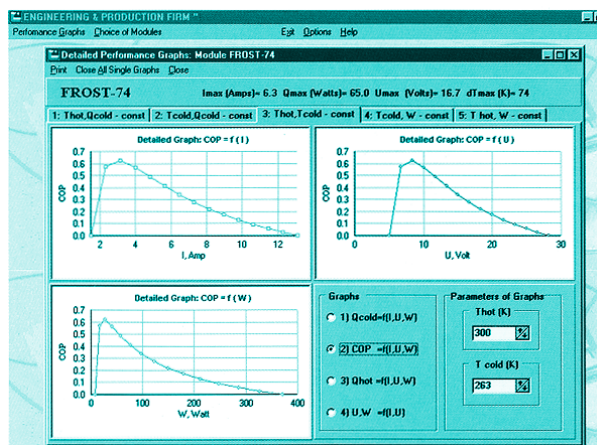 ENGINEERING & PRODUCTION FIRM "
Perfomance Graphs Choice of Modules Exit Options Help
Detailed Performance Graphs: Module FROST-74
Print Close All Single Graphs Close
FROST-74 Imax (Amps)= 6.3 Qmax (Watts)= 65.0 Umax (Volts)= 16.7 dTmax (K)= 74
1: Thot,Qcold - const 2: Tcold,Qcold - const 3: Thot,Tcold - const 4: Tcold, W - const 5: T hot, W - const
Detailed Graph: COP = f ( I )
0.7
0.6
0.5
0.4
0.3
0.2
0.1
0.0
COP
2 4 6 8 10 12
I, Amp
Detailed Graph: COP = f ( U )
0.7
0.6
0.5
0.4
0.3
0.2
0.1
0.0
COP
0 10 20 30
U, Volt
Detailed Graph: COP = f ( W )
0.7
0.6
0.5
0.4
0.3
0.2
0.1
0.0
COP
0 100 200 300 400
W, Watt
Graphs
1) Qcold=f(I,U,W)
2) COP =f(I,U,W)
3) Qhot =f(I,U,W)
4) U,W =f(I,U)
Parameters of Graphs
Thot (K)
300
T cold (K)
263